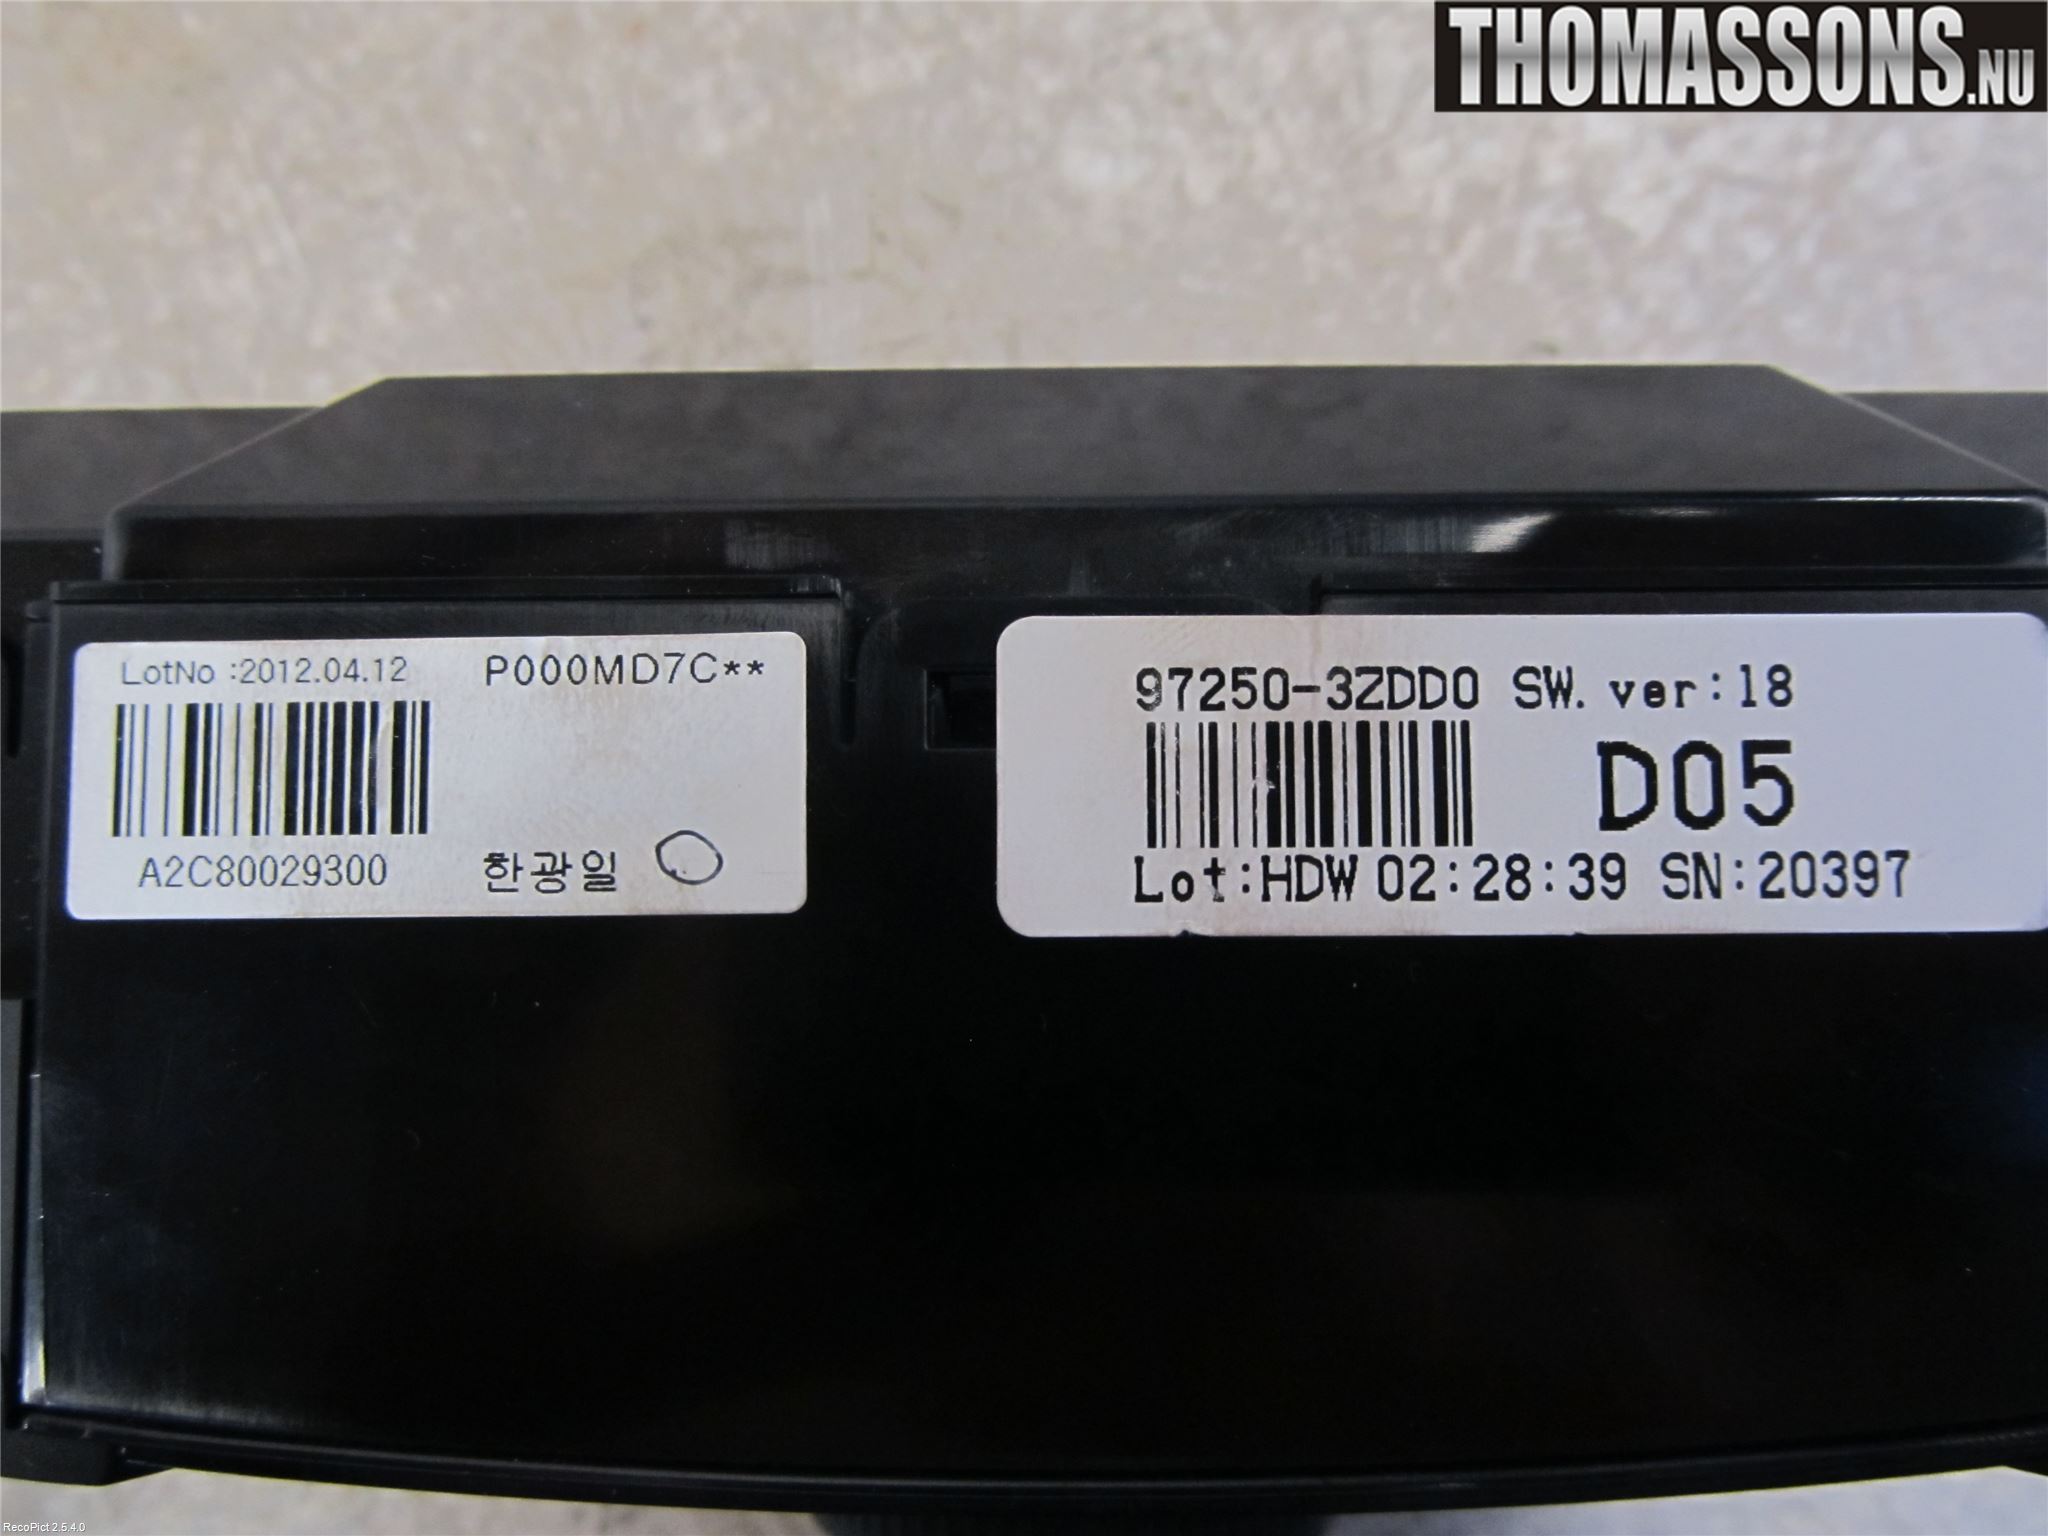 THOMASSONS.NU
LotNo :2012.04.12 P000MD7C**
A2C80029300 한광일
97250-3ZDD0 SW. ver:18
D05
Lot:HDW 02:28:39 SN:20397
RecoPict 2.5.4.0